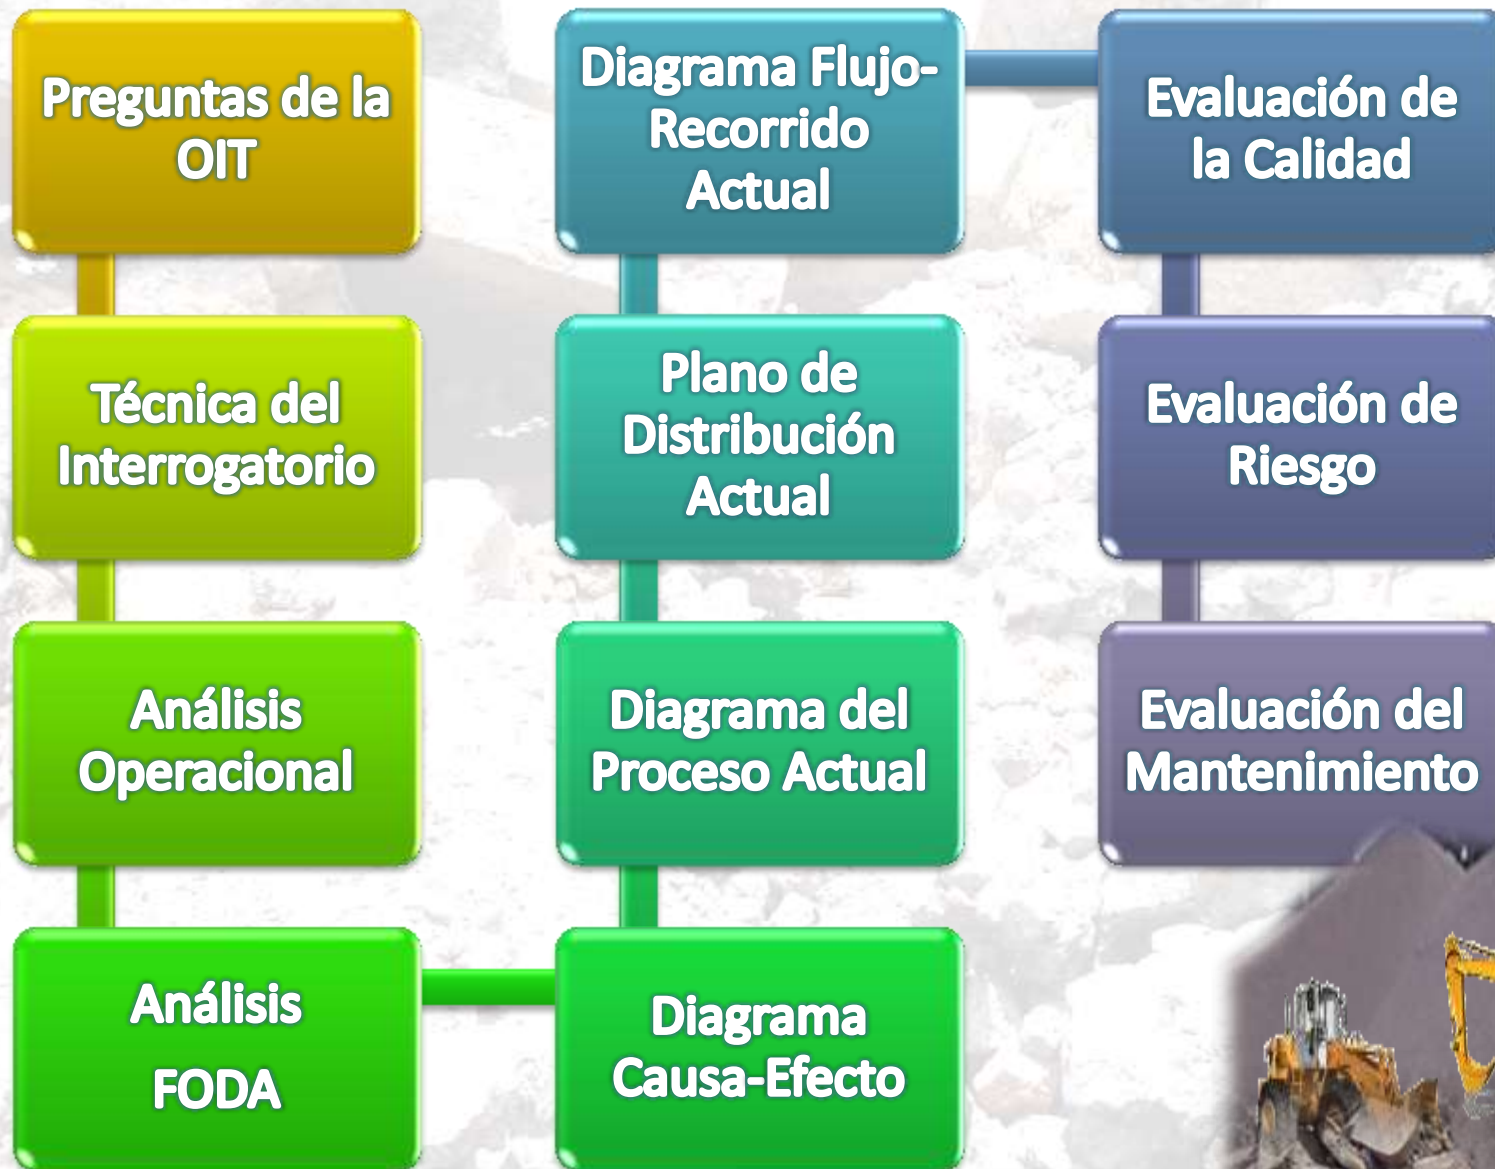 Preguntas de la
OIT
Técnica del
Interrogatorio
Análisis
Operacional
Análisis
FODA
Diagrama
Causa-Efecto
Diagrama del
Proceso Actual
Plano de
Distribución
Actual
Diagrama Flujo-
Recorrido
Actual
Evaluación de
la Calidad
Evaluación de
Riesgo
Evaluación del
Mantenimiento